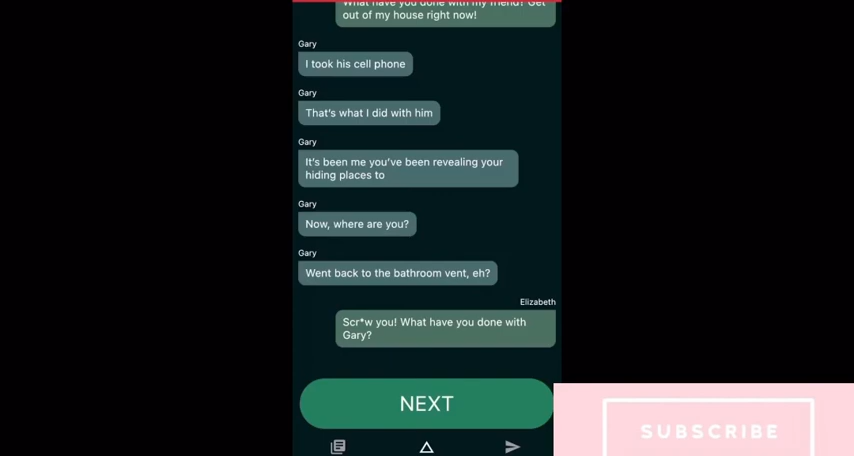 What have you done with my friend? Get
out of my house right now!
Gary
I took his cell phone
Gary
That's what I did with him
Gary
It's been me you've been revealing your
hiding places to
Gary
Now, where are you?
Gary
Went back to the bathroom vent, eh?
Elizabeth
Scr*w you! What have you done with
Gary?
NEXT
SUBSCRIBE